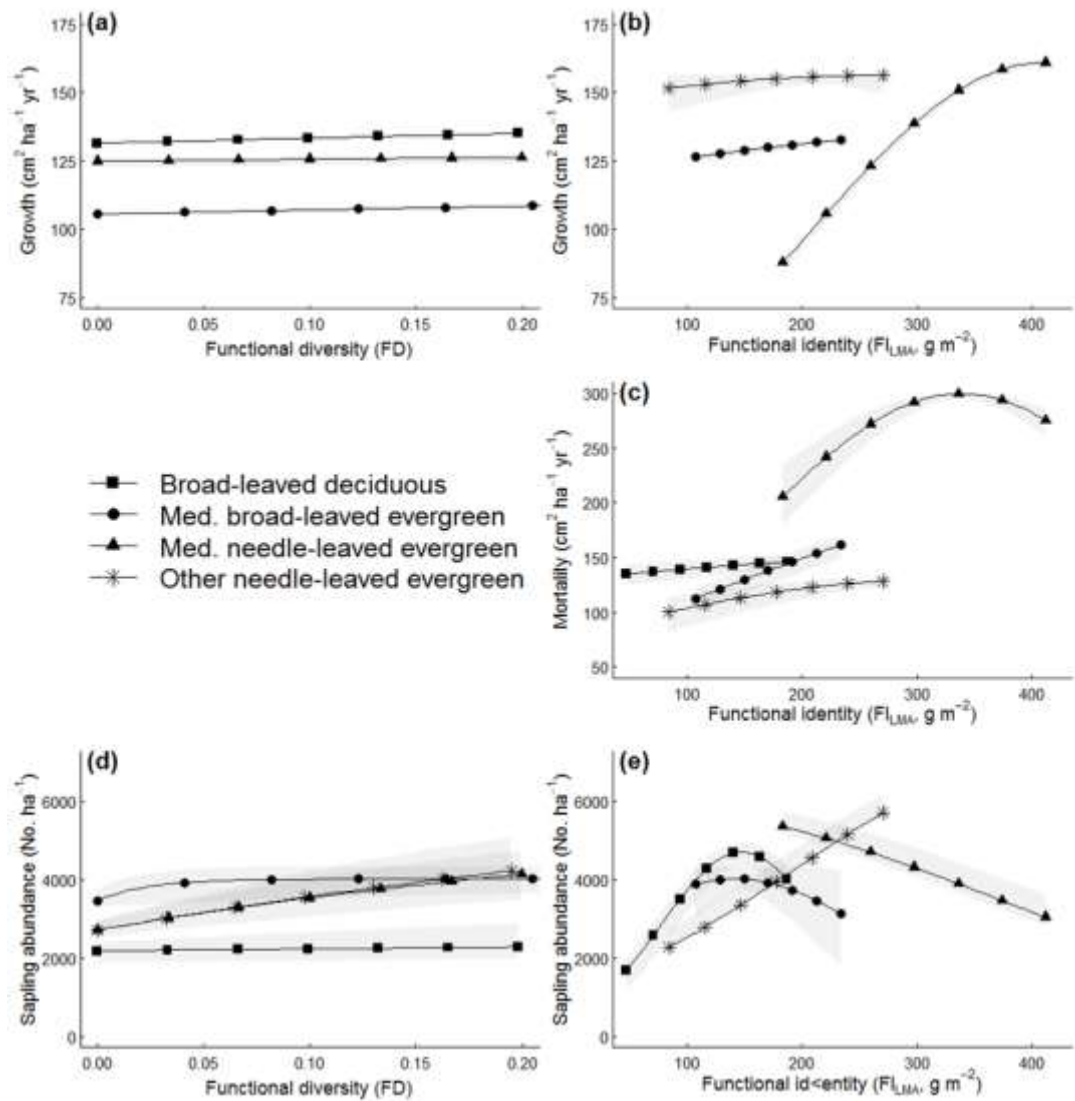 (a)
175
150
125
100
75
Growth (cm² ha⁻¹ yr⁻¹)
0.00 0.05 0.10 0.15 0.20
Functional diversity (FD)
(b)
175
150
125
100
75
Growth (cm² ha⁻¹ yr⁻¹)
100 200 300 400
Functional identity (FI_LMA, g m⁻²)
Broad-leaved deciduous
Med. broad-leaved evergreen
Med. needle-leaved evergreen
Other needle-leaved evergreen
(c)
300
250
200
150
100
50
Mortality (cm² ha⁻¹ yr⁻¹)
100 200 300 400
Functional identity (FI_LMA, g m⁻²)
(d)
6000
4000
2000
0
Sapling abundance (No. ha⁻¹)
0.00 0.05 0.10 0.15 0.20
Functional diversity (FD)
(e)
6000
4000
2000
0
Sapling abundance (No. ha⁻¹)
100 200 300 400
Functional id<entity (FI_LMA, g m⁻²)